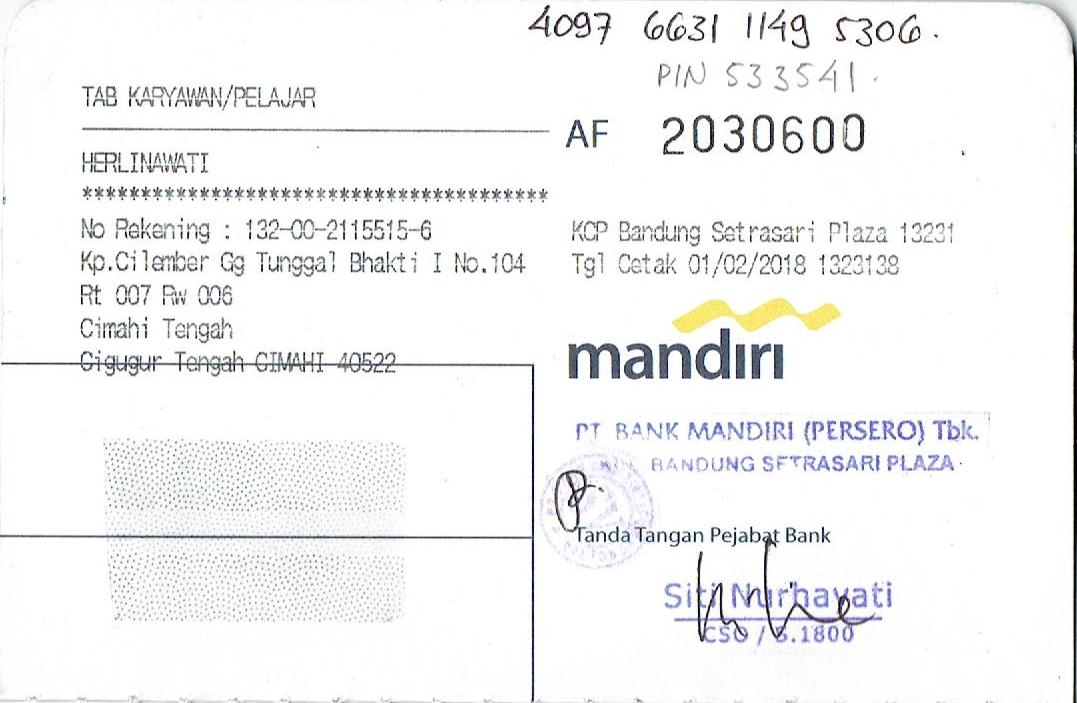 4097 6631 1149 5306.
PIN 533541.
TAB KARYAWAN/PELAJAR
AF 2030600
HERLINAWATI
****************************************
No Rekening : 132-00-2115515-6
Kp.Cilember Gg Tunggal Bhakti I No.104
Rt 007 Rw 006
Cimahi Tengah
Cigugur Tengah CIMAHI 40522
KCP Bandung Setrasari Plaza 13231
Tgl Cetak 01/02/2018 1323138
mandırı
PT BANK MANDIRI (PERSERO) Tbk.
BANDUNG SETRASARI PLAZA
Tanda Tangan Pejabat Bank
Siti Nurhayati
CSO / S.1800